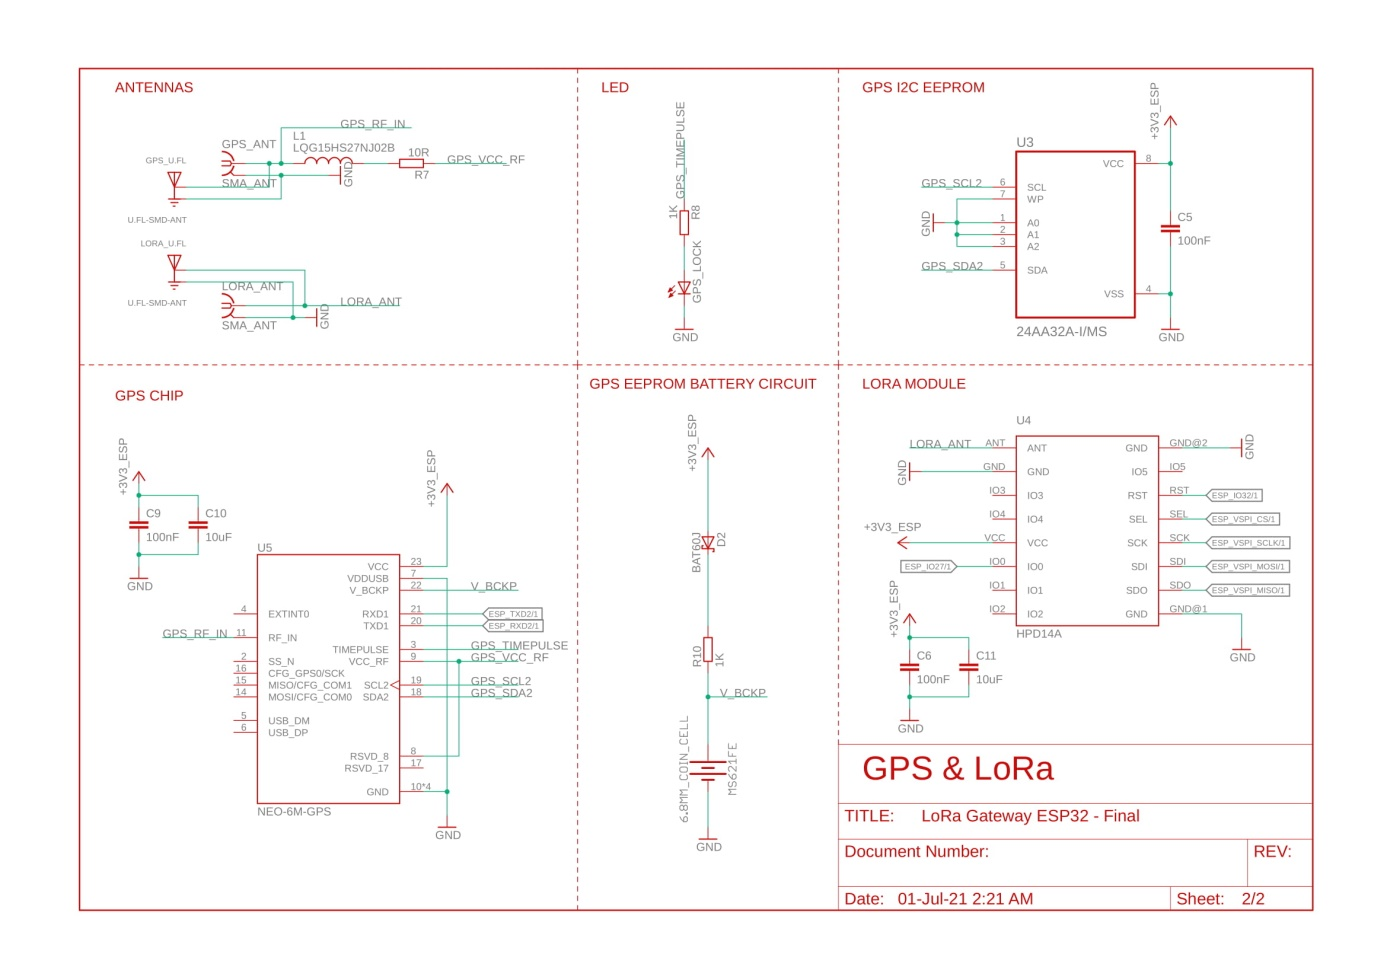 ANTENNAS
GPS_RF_IN
GPS_ANT
L1
LQG15HS27NJ02B
GPS_U.FL
10R
GPS_VCC_RF
R7
GND
SMA_ANT
U.FL-SMD-ANT
LORA_U.FL
LORA_ANT
U.FL-SMD-ANT
LORA_ANT
GND
SMA_ANT
LED
GPS_TIMEPULSE
1K
R8
GPS_LOCK
GND
GPS I2C EEPROM
+3V3_ESP
U3
VCC
8
GPS_SCL2
6
SCL
7
WP
GND
1
A0
2
A1
3
A2
C5
100nF
GPS_SDA2
5
SDA
VSS
4
24AA32A-I/MS
GND
GPS CHIP
+3V3_ESP
C9
100nF
C10
10uF
GND
+3V3_ESP
U5
VCC
23
VDDUSB
7
V_BCKP
22
V_BCKP
4
EXTINT0
RXD1
21
ESP_TXD2/1
TXD1
20
ESP_RXD2/1
GPS_RF_IN
11
RF_IN
TIMEPULSE
3
GPS_TIMEPULSE
2
SS_N
VCC_RF
9
GPS_VCC_RF
16
CFG_GPS0/SCK
15
MISO/CFG_COM1
SCL2
19
GPS_SCL2
14
MOSI/CFG_COM0
SDA2
18
GPS_SDA2
5
USB_DM
6
USB_DP
RSVD_8
8
RSVD_17
17
GND
10*4
NEO-6M-GPS
GND
GPS EEPROM BATTERY CIRCUIT
+3V3_ESP
BAT60J
D2
R10
1K
V_BCKP
6.8MM_COIN_CELL
MS621FE
GND
LORA MODULE
U4
LORA_ANT
ANT
ANT
GND
GND@2
GND
GND
GND
GND
IO5
IO5
IO3
IO3
RST
RST
ESP_IO32/1
IO4
IO4
SEL
SEL
ESP_VSPI_CS/1
+3V3_ESP
VCC
VCC
SCK
SCK
ESP_VSPI_SCLK/1
ESP_IO27/1
IO0
IO0
SDI
SDI
ESP_VSPI_MOSI/1
IO1
IO1
SDO
SDO
ESP_VSPI_MISO/1
IO2
IO2
GND
GND@1
HPD14A
GND
+3V3_ESP
C6
100nF
C11
10uF
GND
GPS & LoRa
TITLE: LoRa Gateway ESP32 - Final
Document Number:
REV:
Date: 01-Jul-21 2:21 AM
Sheet: 2/2